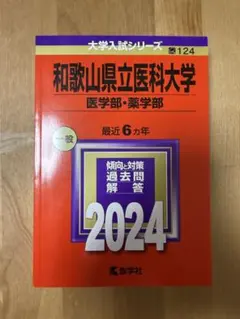 大学入試シリーズ
124
和歌山県立医科大学
医学部・薬学部
最近6カ年
傾向と対策
過去問
解答
2024
教学社